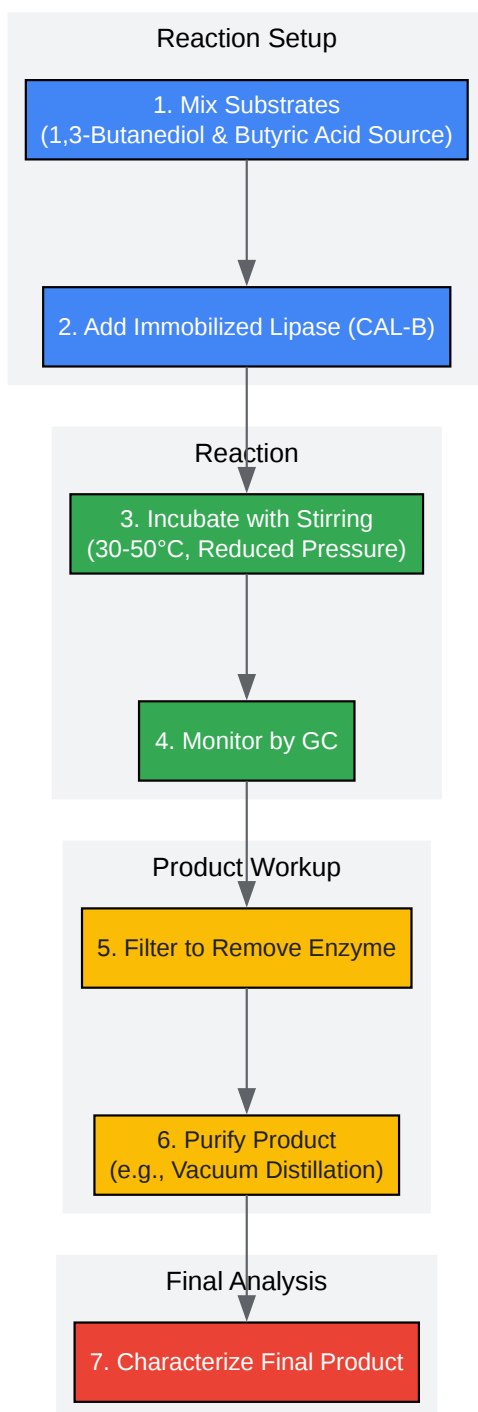 Reaction Setup
1. Mix Substrates
(1,3-Butanediol & Butyric Acid Source)
2. Add Immobilized Lipase (CAL-B)
Reaction
3. Incubate with Stirring
(30-50°C, Reduced Pressure)
4. Monitor by GC
Product Workup
5. Filter to Remove Enzyme
6. Purify Product
(e.g., Vacuum Distillation)
Final Analysis
7. Characterize Final Product